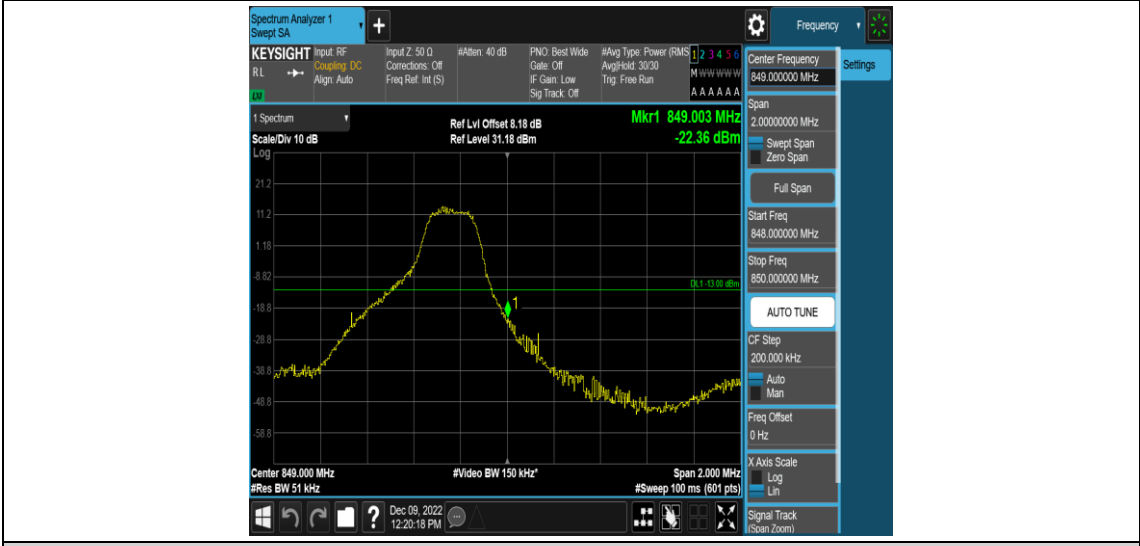 Spectrum Analyzer 1
Swept SA
+
Frequency
KEYSIGHT
R L
Input: RF
Coupling: DC
Align: Auto
Input Z: 50 Ω
Corrections: Off
Freq Ref: Int (S)
#Atten: 40 dB
PNO: Best Wide
Gate: Off
IF Gain: Low
Sig Track: Off
#Avg Type: Power (RMS
Avg|Hold: 30/30
Trig: Free Run
1 2 3 4 5 6
M W W W W W
A A A A A A
1 Spectrum
Scale/Div 10 dB
Log
Ref Lvl Offset 8.18 dB
Ref Level 31.18 dBm
Mkr1 849.003 MHz
-22.36 dBm
21.2
11.2
1.18
-8.82
-18.8
-28.8
-38.8
-48.8
-58.8
DL1 -13.00 dBm
1
Center 849.000 MHz
#Res BW 51 kHz
#Video BW 150 kHz*
Span 2.000 MHz
#Sweep 100 ms (601 pts)
?
Dec 09, 2022
12:20:18 PM
Center Frequency
849.000000 MHz
Span
2.00000000 MHz
Swept Span
Zero Span
Full Span
Start Freq
848.000000 MHz
Stop Freq
850.000000 MHz
AUTO TUNE
CF Step
200.000 kHz
Auto
Man
Freq Offset
0 Hz
X Axis Scale
Log
Lin
Signal Track
(Span Zoom)
Settings